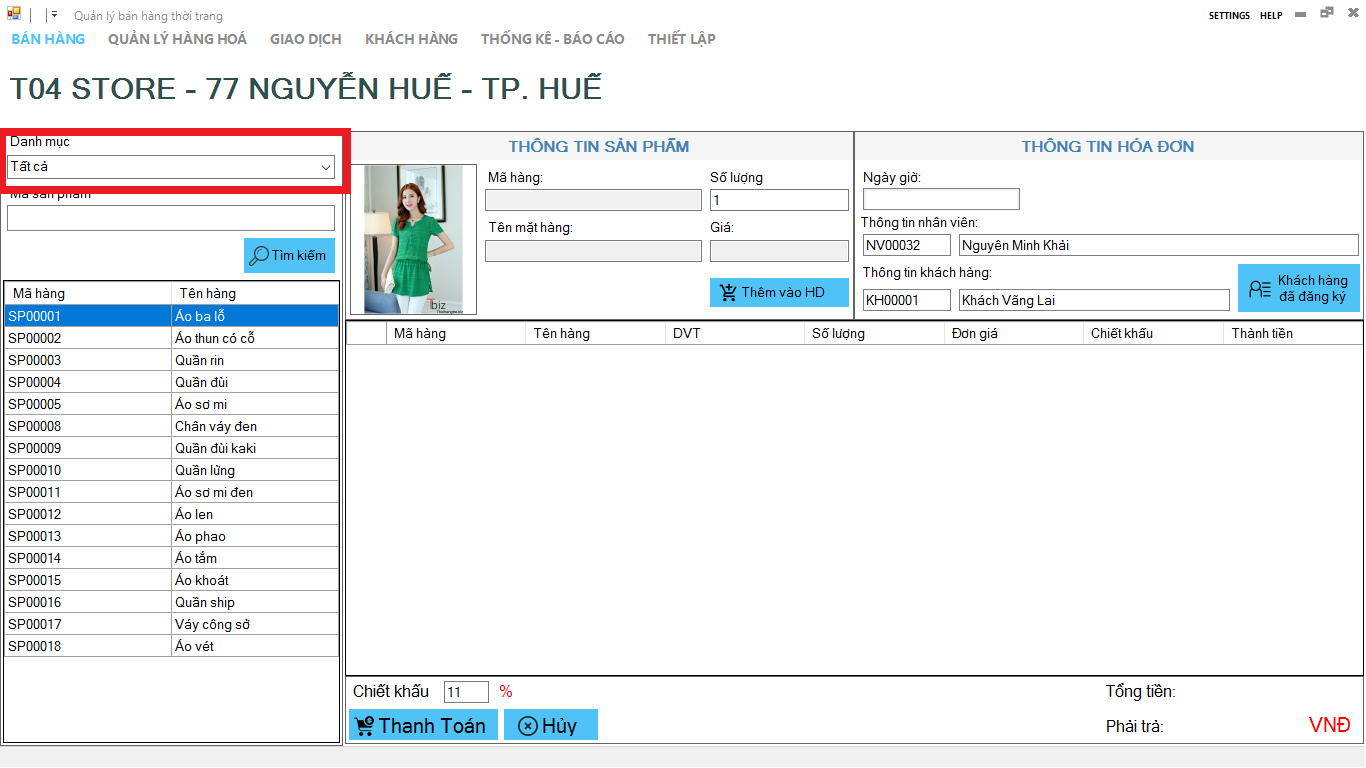 Quản lý bán hàng thời trang
SETTINGS HELP
BÁN HÀNG QUẢN LÝ HÀNG HOÁ GIAO DỊCH KHÁCH HÀNG THỐNG KÊ - BÁO CÁO THIẾT LẬP
T04 STORE - 77 NGUYỄN HUẾ - TP. HUẾ
Danh mục
Tất cả
Mã sản phẩm
Tìm kiếm
Mã hàng Tên hàng
SP00001 Áo ba lỗ
SP00002 Áo thun có cỗ
SP00003 Quần rin
SP00004 Quần đùi
SP00005 Áo sơ mi
SP00008 Chân váy đen
SP00009 Quần đùi kaki
SP00010 Quần lửng
SP00011 Áo sơ mi đen
SP00012 Áo len
SP00013 Áo phao
SP00014 Áo tắm
SP00015 Áo khoát
SP00016 Quần ship
SP00017 Váy công sở
SP00018 Áo vét
THÔNG TIN SẢN PHẨM
Mã hàng:
Số lượng
1
Tên mặt hàng:
Giá:
Thêm vào HD
THÔNG TIN HÓA ĐƠN
Ngày giờ:
Thông tin nhân viên:
NV00032 Nguyên Minh Khải
Thông tin khách hàng:
KH00001 Khách Vãng Lai
Khách hàng
đã đăng ký
Mã hàng Tên hàng DVT Số lượng Đơn giá Chiết khấu Thành tiền
Chiết khấu 11 %
Tổng tiền:
Thanh Toán Hủy
Phải trả: VNĐ